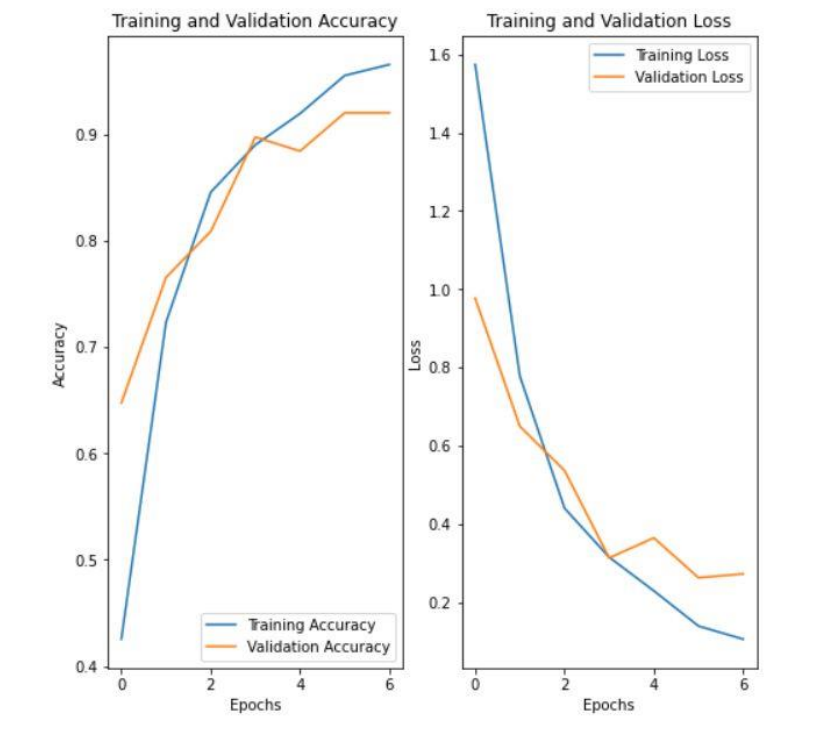 Training and Validation Accuracy
0.9
0.8
0.7
0.6
0.5
0.4
Accuracy
Training Accuracy
Validation Accuracy
0 2 4 6
Epochs
Training and Validation Loss
1.6
1.4
1.2
1.0
0.8
0.6
0.4
0.2
Loss
Training Loss
Validation Loss
0 2 4 6
Epochs